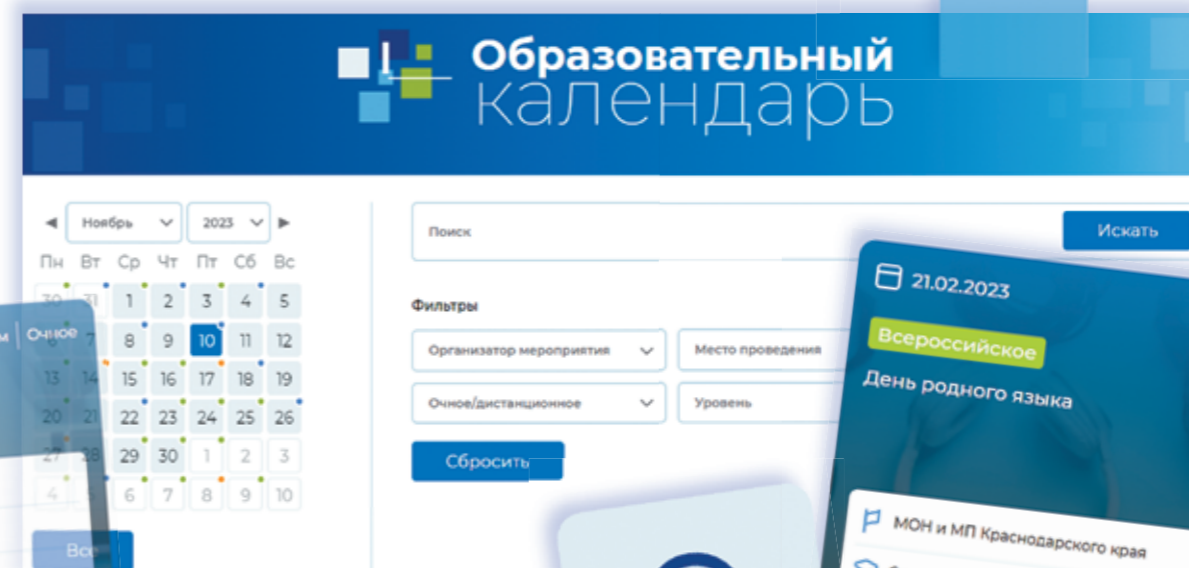 Образовательный
календарь
Ноябрь 2023
Пн Вт Ср Чт Пт Сб Вс
30 31 1 2 3 4 5
6 7 8 9 10 11 12
13 14 15 16 17 18 19
20 21 22 23 24 25 26
27 28 29 30 1 2 3
4 5 6 7 8 9 10
Все
Очное
Поиск
Искать
Фильтры
Организатор мероприятия
Место проведения
Очное/дистанционное
Уровень
Сбросить
21.02.2023
Всероссийское
День родного языка
МОН и МП Краснодарского края